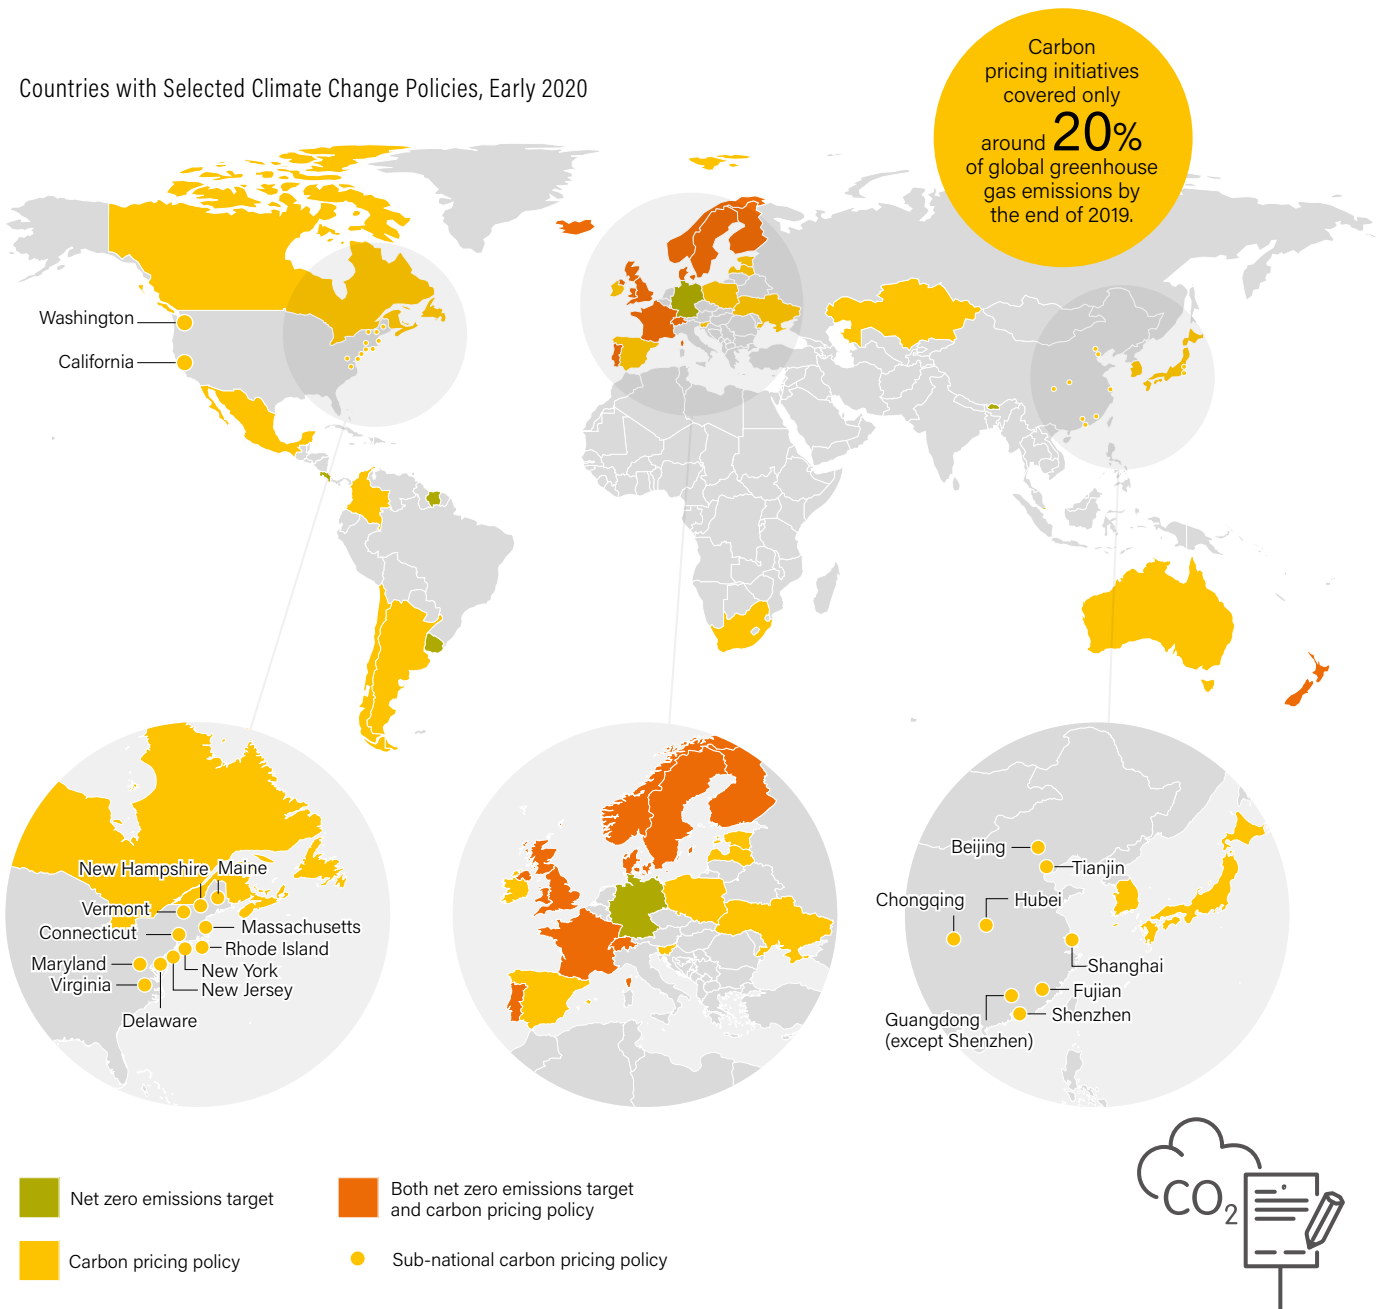 Countries with Selected Climate Change Policies, Early 2020
Carbon
pricing initiatives
covered only
around 20%
of global greenhouse
gas emissions by
the end of 2019.
Washington
California
New Hampshire
Maine
Vermont
Connecticut
Massachusetts
Rhode Island
Maryland
New York
Virginia
New Jersey
Delaware
Beijing
Tianjin
Chongqing
Hubei
Shanghai
Fujian
Guangdong
(except Shenzhen)
Shenzhen
Net zero emissions target
Both net zero emissions target
and carbon pricing policy
Carbon pricing policy
Sub-national carbon pricing policy
CO2